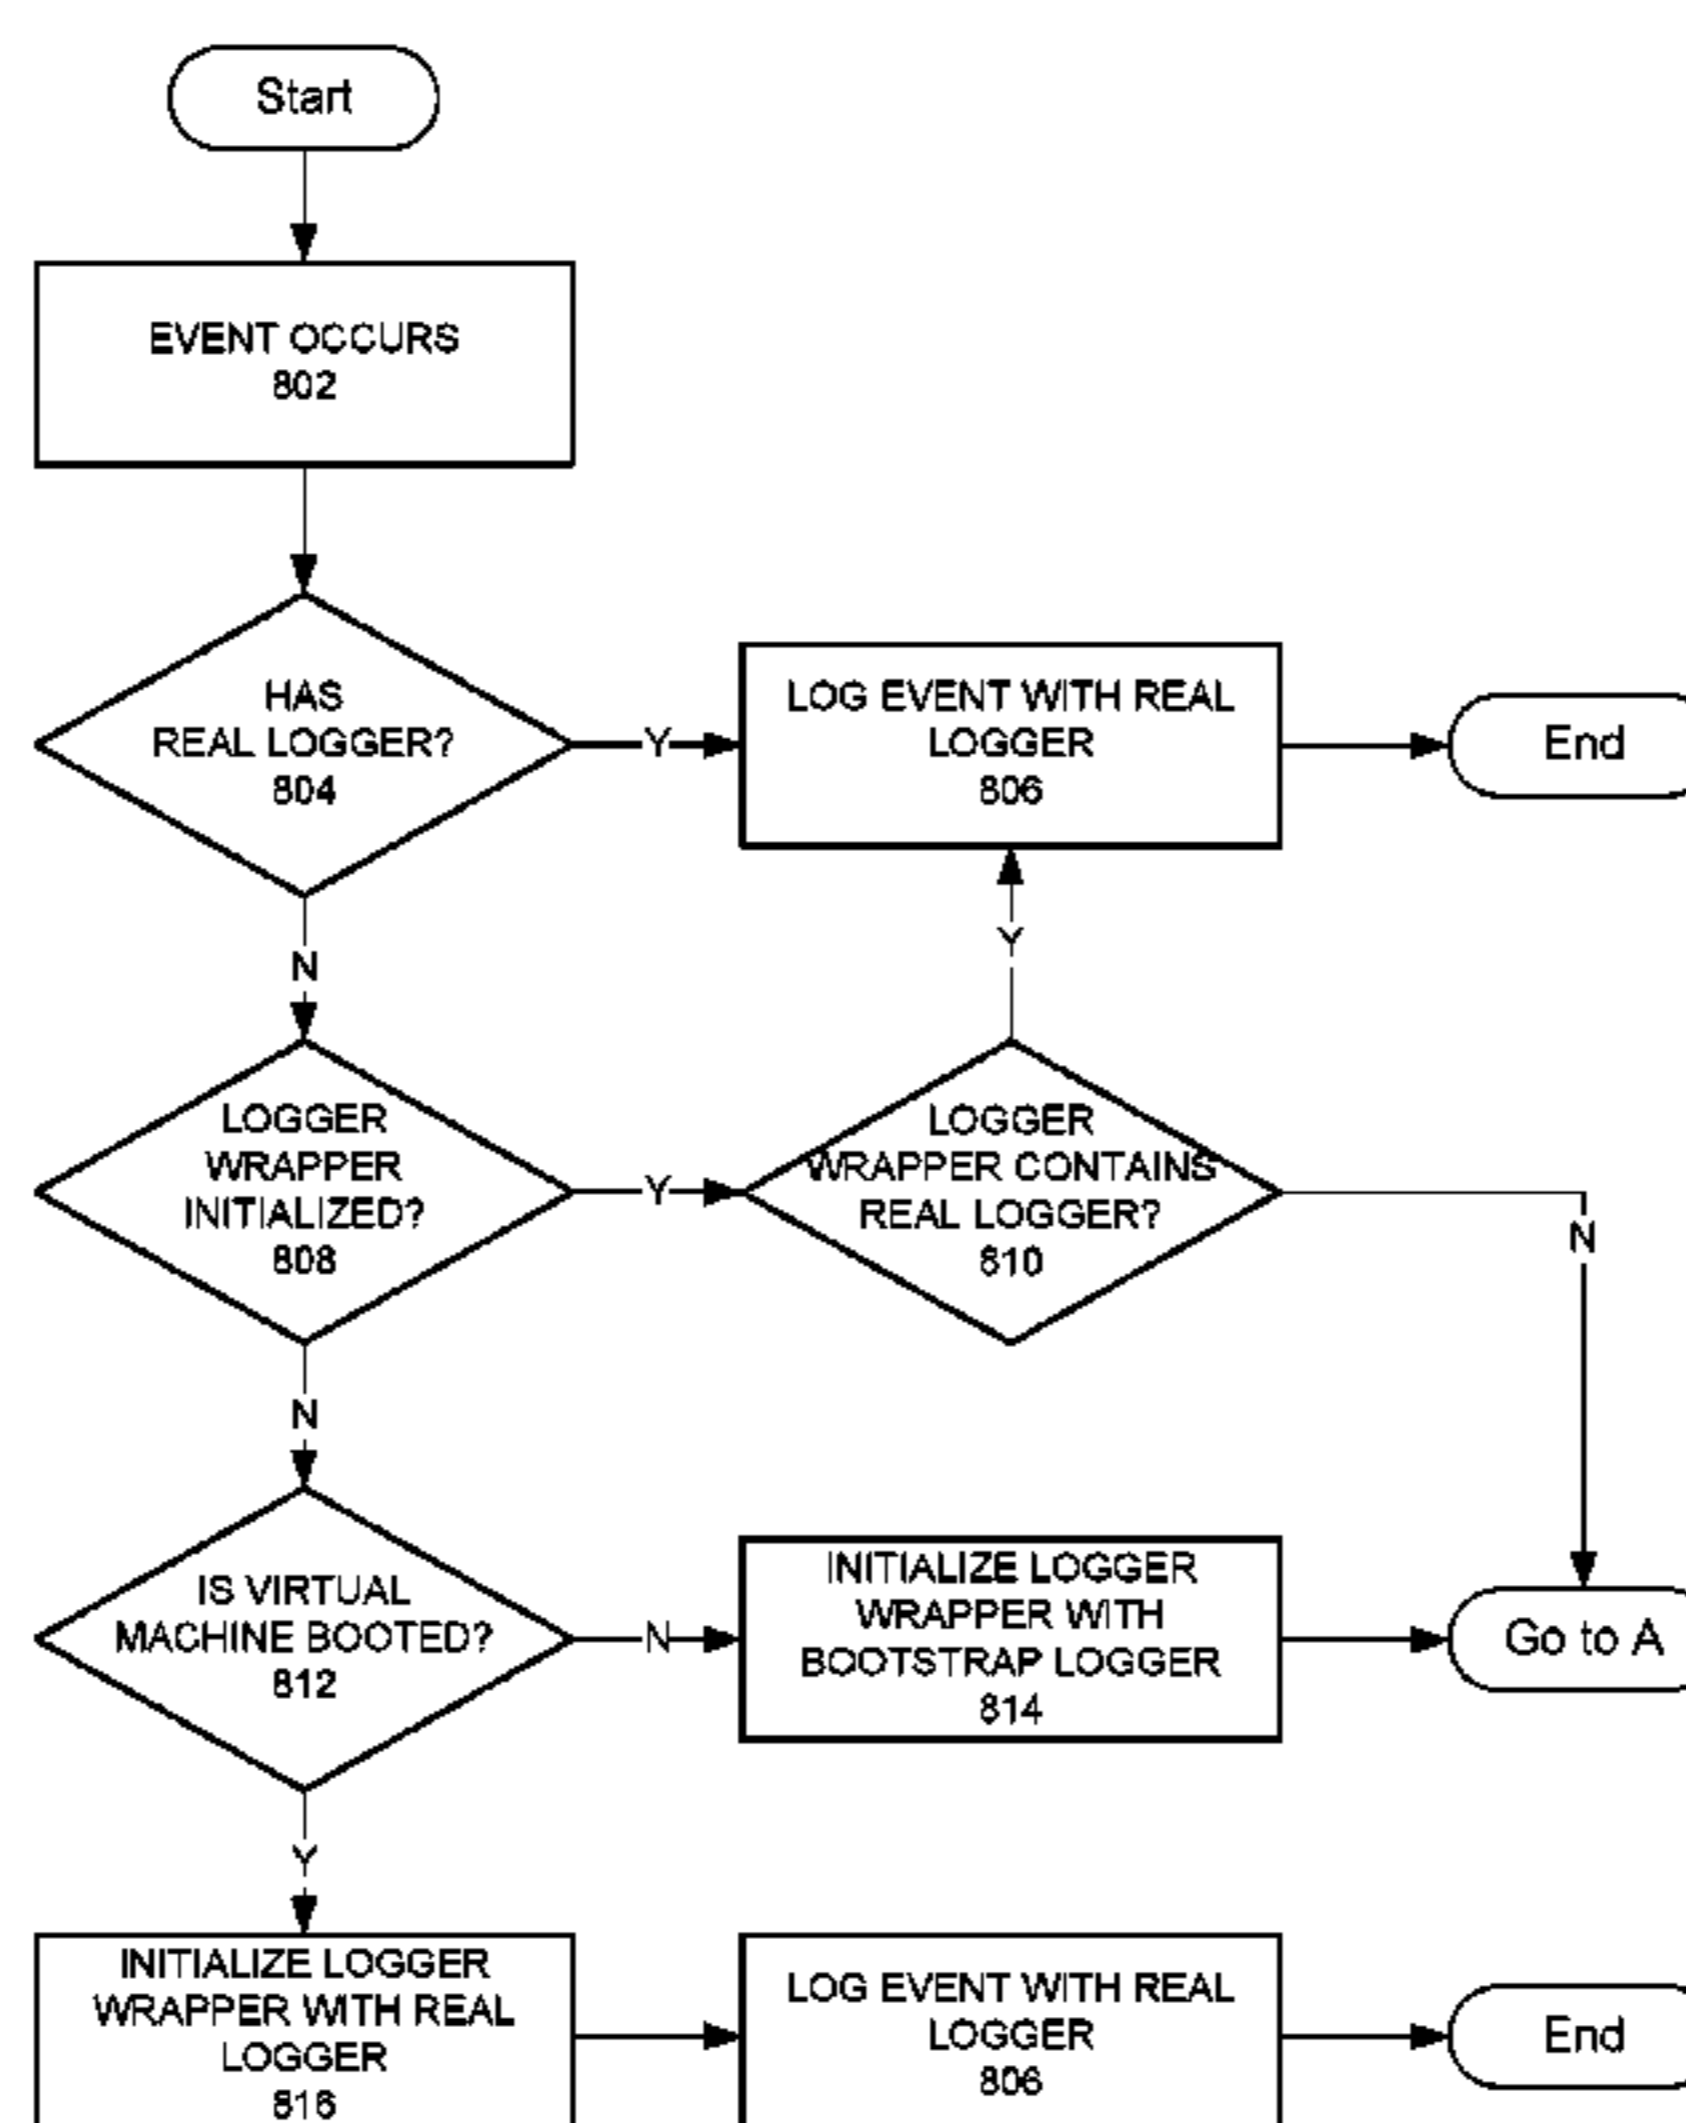 Start
EVENT OCCURS
802
HAS
REAL LOGGER?
804
Y
LOG EVENT WITH REAL
LOGGER
806
End
N
Y
LOGGER
WRAPPER
INITIALIZED?
808
Y
LOGGER
WRAPPER CONTAINS
REAL LOGGER?
810
N
N
IS VIRTUAL
MACHINE BOOTED?
812
N
INITIALIZE LOGGER
WRAPPER WITH
BOOTSTRAP LOGGER
814
Go to A
Y
INITIALIZE LOGGER
WRAPPER WITH REAL
LOGGER
816
LOG EVENT WITH REAL
LOGGER
806
End